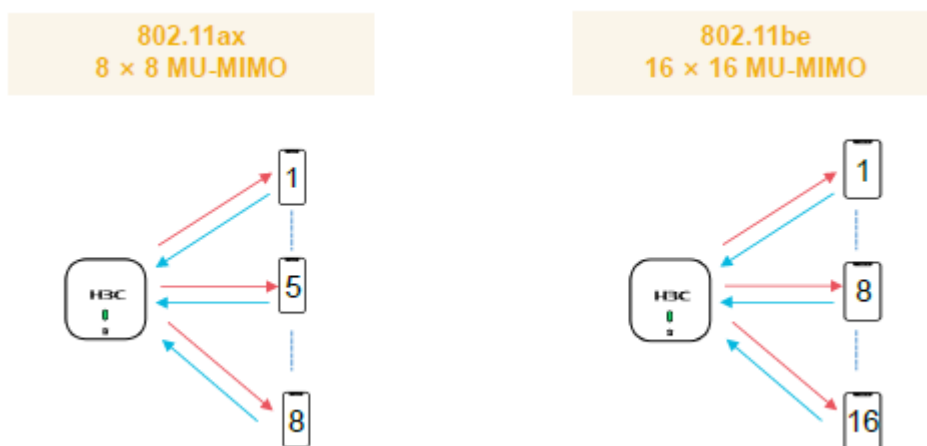 802.11ax
8 × 8 MU-MIMO
802.11be
16 × 16 MU-MIMO
1
5
8
H3C
1
8
16
H3C